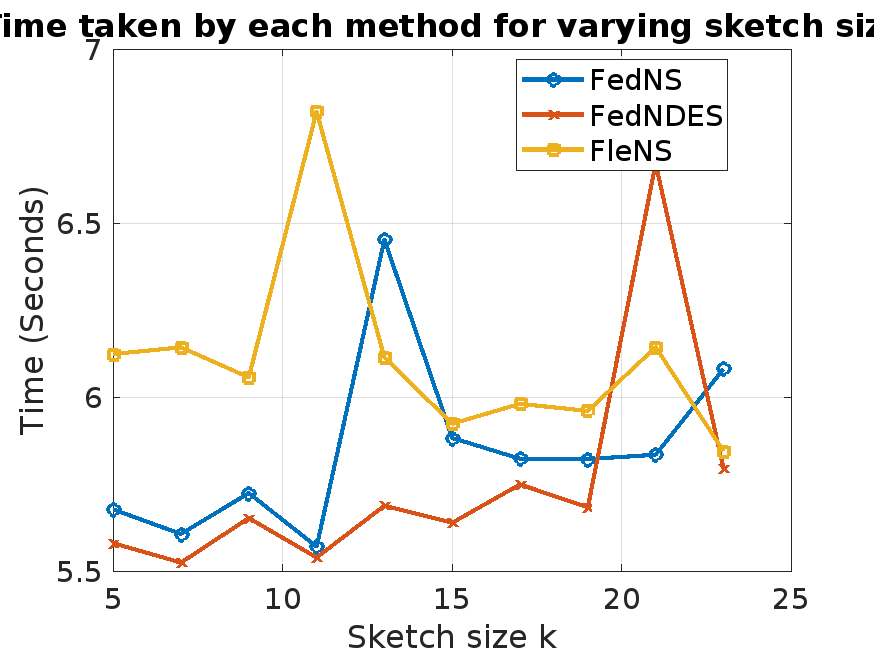 Time taken by each method for varying sketch siz
7
6.5
6
5.5
Time (Seconds)
FedNS
FedNDES
FleNS
5
10
15
20
25
Sketch size k